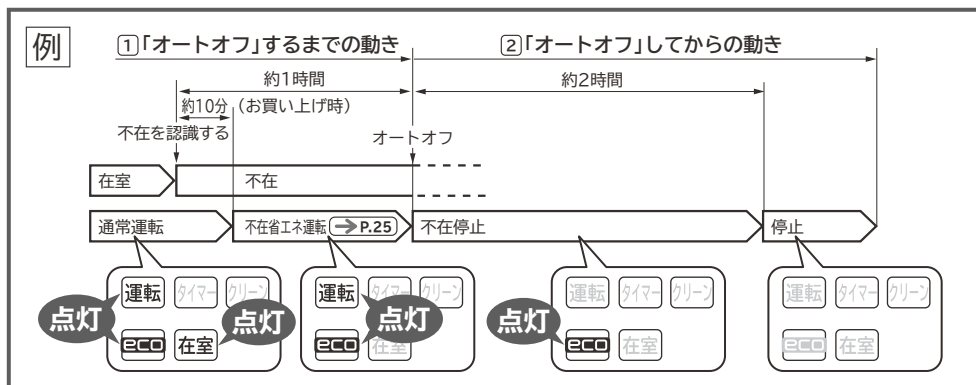 例
1「オートオフ」するまでの動き
2「オートオフ」してからの動き
約1時間
約2時間
約10分(お買い上げ時)
不在を認識する
オートオフ
在室
不在
通常運転
不在省エネ運転 → P.25
不在停止
停止
運転 タイマー クリーン
点灯 点灯
eco 在室
運転 タイマー クリーン
点灯
eco 在室
運転 タイマー クリーン
点灯
eco 在室
運転 タイマー クリーン
eco 在室